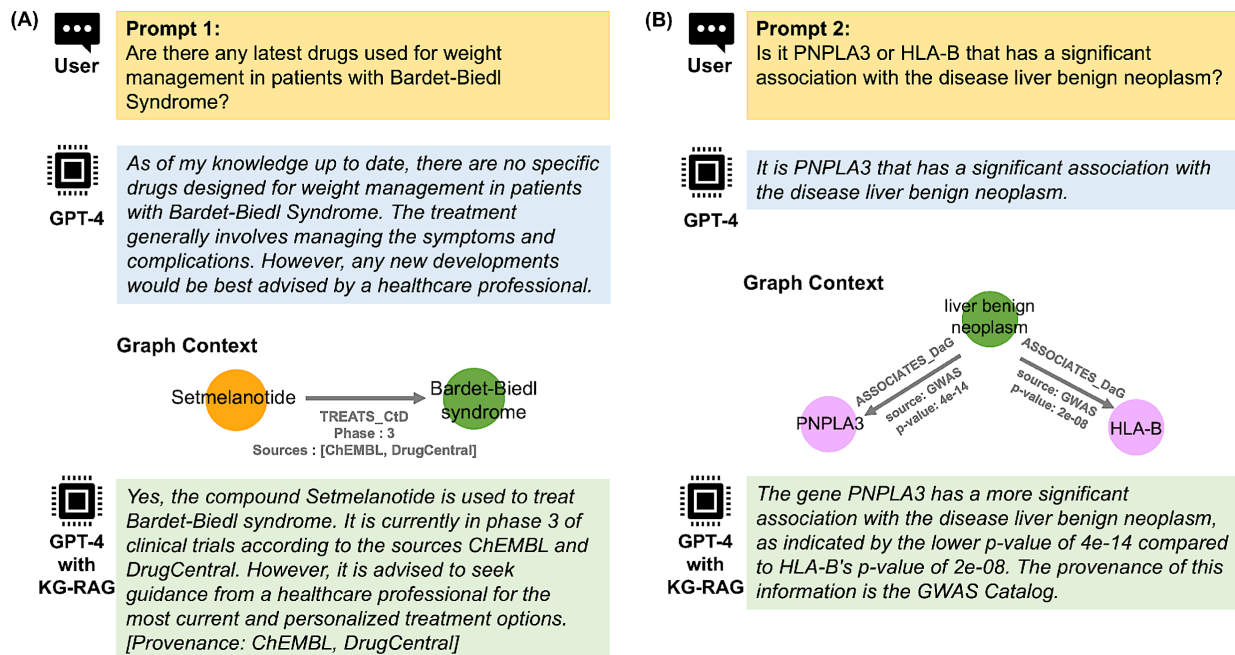 (A)
User
Prompt 1:
Are there any latest drugs used for weight
management in patients with Bardet-Biedl
Syndrome?
GPT-4
As of my knowledge up to date, there are no specific
drugs designed for weight management in patients
with Bardet-Biedl Syndrome. The treatment
generally involves managing the symptoms and
complications. However, any new developments
would be best advised by a healthcare professional.
Graph Context
Setmelanotide
Bardet-Biedl
syndrome
TREATS_CtD
Phase : 3
Sources : [ChEMBL, DrugCentral]
GPT-4
with
KG-RAG
Yes, the compound Setmelanotide is used to treat
Bardet-Biedl syndrome. It is currently in phase 3 of
clinical trials according to the sources ChEMBL and
DrugCentral. However, it is advised to seek
guidance from a healthcare professional for the
most current and personalized treatment options.
[Provenance: ChEMBL, DrugCentral]
(B)
User
Prompt 2:
Is it PNPLA3 or HLA-B that has a significant
association with the disease liver benign neoplasm?
GPT-4
It is PNPLA3 that has a significant association with
the disease liver benign neoplasm.
Graph Context
liver benign
neoplasm
ASSOCIATES_DaG
source: GWAS
p-value: 4e-14
ASSOCIATES_DaG
source: GWAS
p-value: 2e-08
PNPLA3
HLA-B
GPT-4
with
KG-RAG
The gene PNPLA3 has a more significant
association with the disease liver benign neoplasm,
as indicated by the lower p-value of 4e-14 compared
to HLA-B's p-value of 2e-08. The provenance of this
information is the GWAS Catalog.